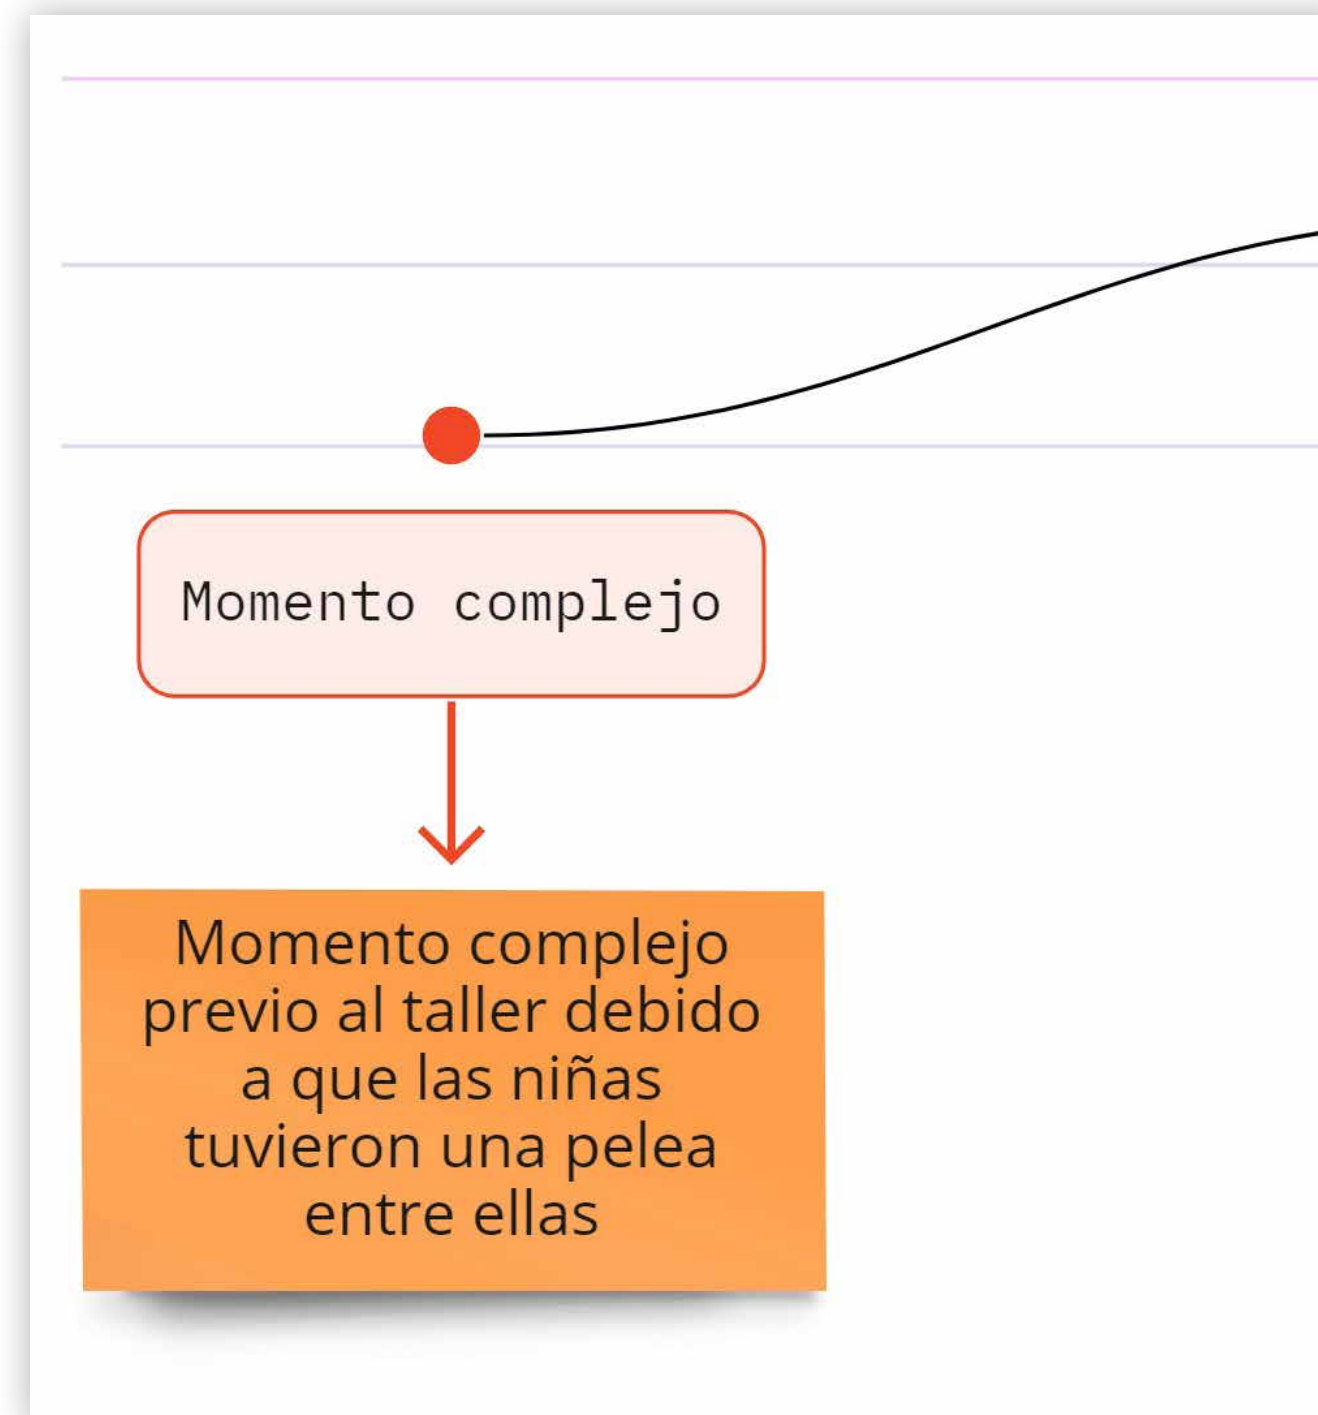 Momento complejo
Momento complejo
previo al taller debido
a que las niñas
tuvieron una pelea
entre ellas